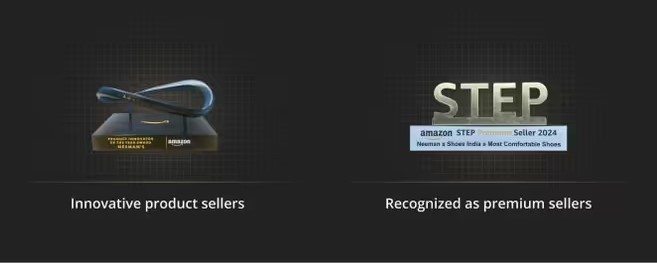 PRODUCT INNOVATOR
OF THE YEAR AWARD
NEEMAN'S
amazon
Innovative product sellers
STEP
amazon STEP Premium Seller 2024
Neeman s Shoes India s Most Comfortable Shoes
Recognized as premium sellers